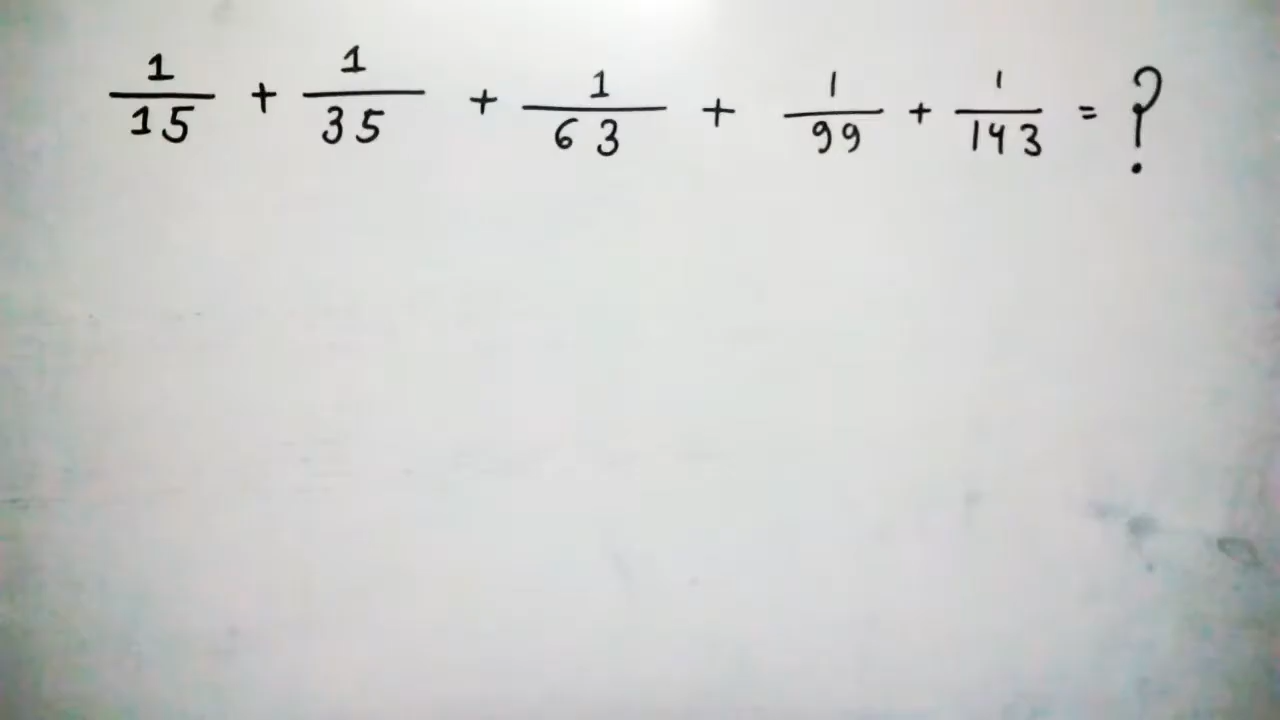 1/15 + 1/35 + 1/63 + 1/99 + 1/143 = ?